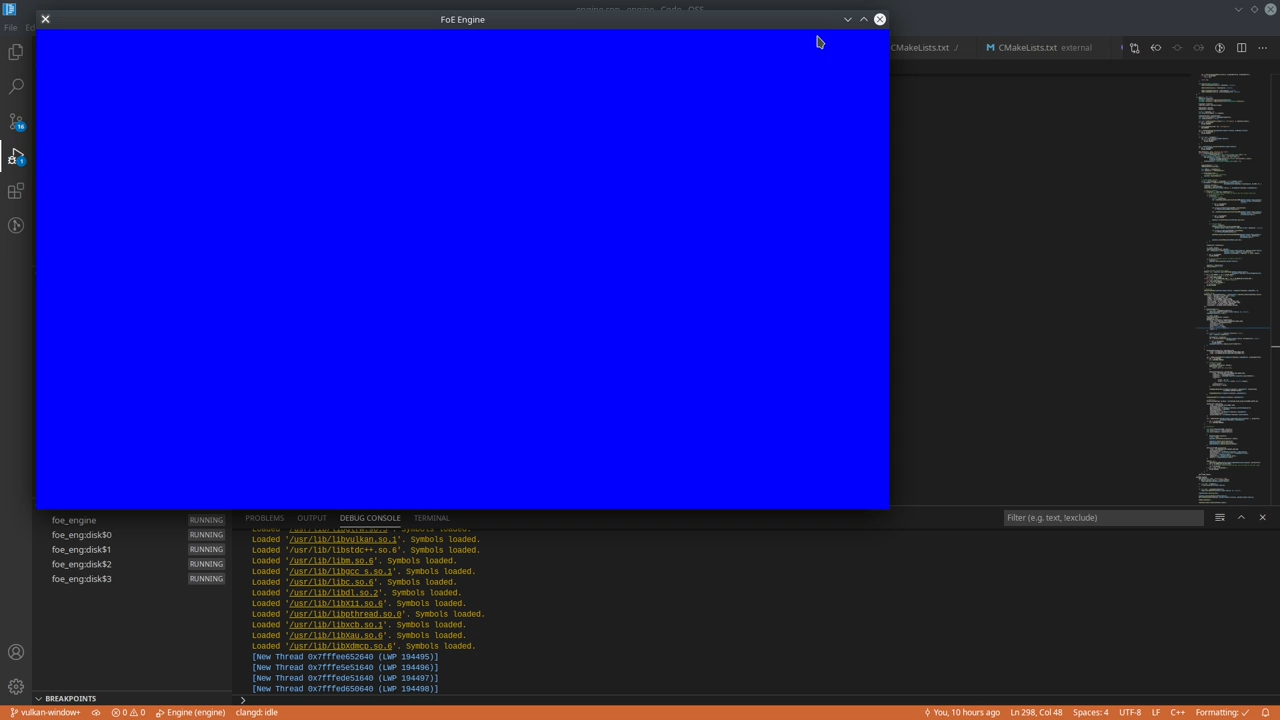 FoE Engine
File
CMakeLists.txt ./
CMakeLists.txt external
16
1
foe_engine RUNNING
foe_eng:disk$0 RUNNING
foe_eng:disk$1 RUNNING
foe_eng:disk$2 RUNNING
foe_eng:disk$3 RUNNING
BREAKPOINTS
PROBLEMS OUTPUT DEBUG CONSOLE TERMINAL
Filter (e.g. text, !exclude)
Loaded '/usr/lib/libvulkan.so.1'. Symbols loaded.
Loaded '/usr/lib/libstdc++.so.6'. Symbols loaded.
Loaded '/usr/lib/libm.so.6'. Symbols loaded.
Loaded '/usr/lib/libgcc_s.so.1'. Symbols loaded.
Loaded '/usr/lib/libc.so.6'. Symbols loaded.
Loaded '/usr/lib/libdl.so.2'. Symbols loaded.
Loaded '/usr/lib/libX11.so.6'. Symbols loaded.
Loaded '/usr/lib/libpthread.so.0'. Symbols loaded.
Loaded '/usr/lib/libxcb.so.1'. Symbols loaded.
Loaded '/usr/lib/libXau.so.6'. Symbols loaded.
Loaded '/usr/lib/libXdmcp.so.6'. Symbols loaded.
[New Thread 0x7fffee652640 (LWP 194495)]
[New Thread 0x7fffe5e51640 (LWP 194496)]
[New Thread 0x7fffede51640 (LWP 194497)]
[New Thread 0x7fffed650640 (LWP 194498)]
vulkan-window+ 0 0 Engine (engine) clangd: idle
You, 10 hours ago Ln 298, Col 48 Spaces: 4 UTF-8 LF C++ Formatting: ✓